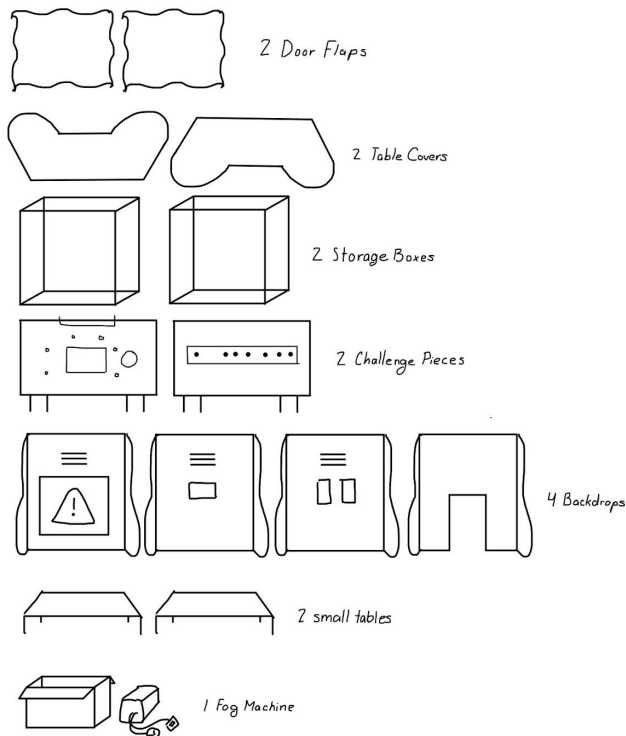 2 Door Flaps
2 Table Covers
2 Storage Boxes
2 Challenge Pieces
!
4 Backdrops
2 small tables
1 Fog Machine